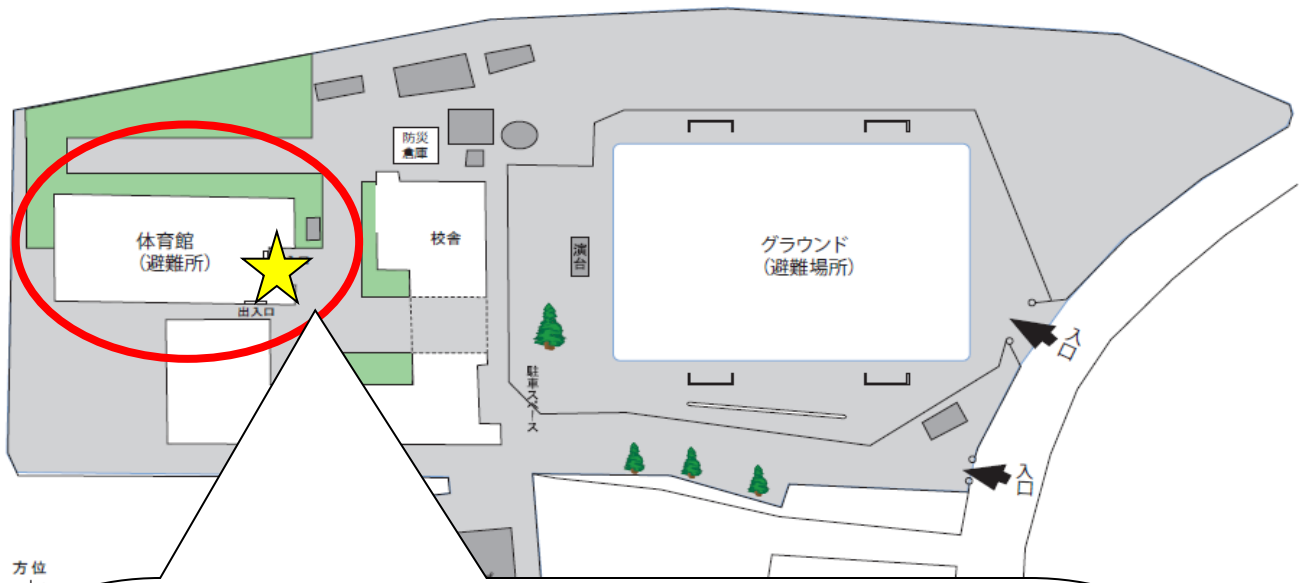 防災
倉庫
体育館
(避難所)
出入口
校舎
演台
グラウンド
(避難場所)
駐車スペース
入口
入口
方位